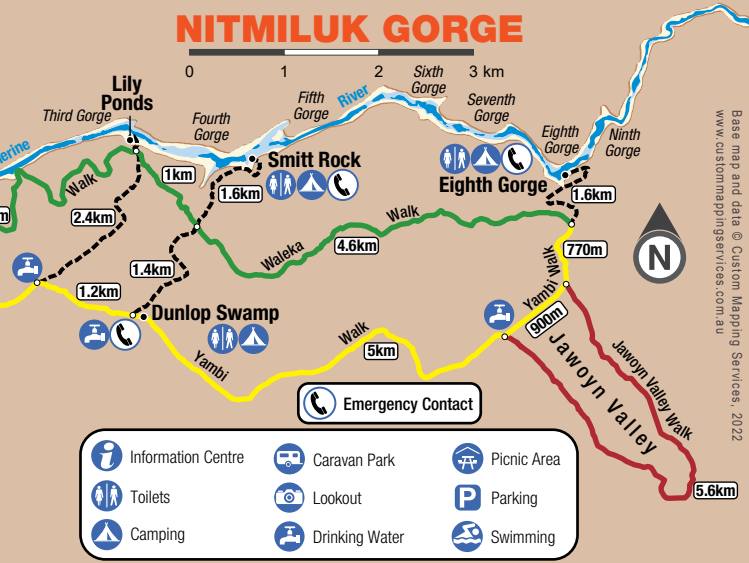 NITMILUK GORGE
0 1 2 3 km
Lily
Ponds
Third Gorge
Fourth
Gorge
Fifth
Gorge
River
Sixth
Gorge
Seventh
Gorge
Eighth
Gorge
Ninth
Gorge
erine
Smitt Rock
Eighth Gorge
Walk
1km
1.6km
1.6km
2.4km
m
Walk
Waleka
4.6km
770m
1.4km
Yambi Walk
N
1.2km
Dunlop Swamp
900m
Walk
5km
Yambi
Jawoyn Valley
Jawoyn Valley Walk
5.6km
Emergency Contact
Information Centre
Caravan Park
Picnic Area
Toilets
Lookout
P
Parking
Camping
Drinking Water
Swimming
Base map and data © Custom Mapping Services, 2022
www.custommappingservices.com.au